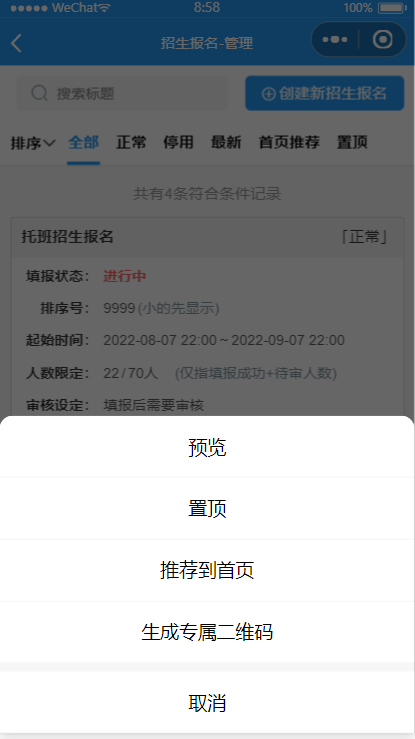 WeChat 8:58 100%
招生报名-管理
搜索标题 创建新招生报名
排序 全部 正常 停用 最新 首页推荐 置顶
共有4条符合条件记录
托班招生报名 「正常」
填报状态: 进行中
排序号: 9999(小的先显示)
起始时间: 2022-08-07 22:00~2022-09-07 22:00
人数限定: 22/70人 (仅指填报成功+待审人数)
审核设定: 填报后需要审核
预览
置顶
推荐到首页
生成专属二维码
取消